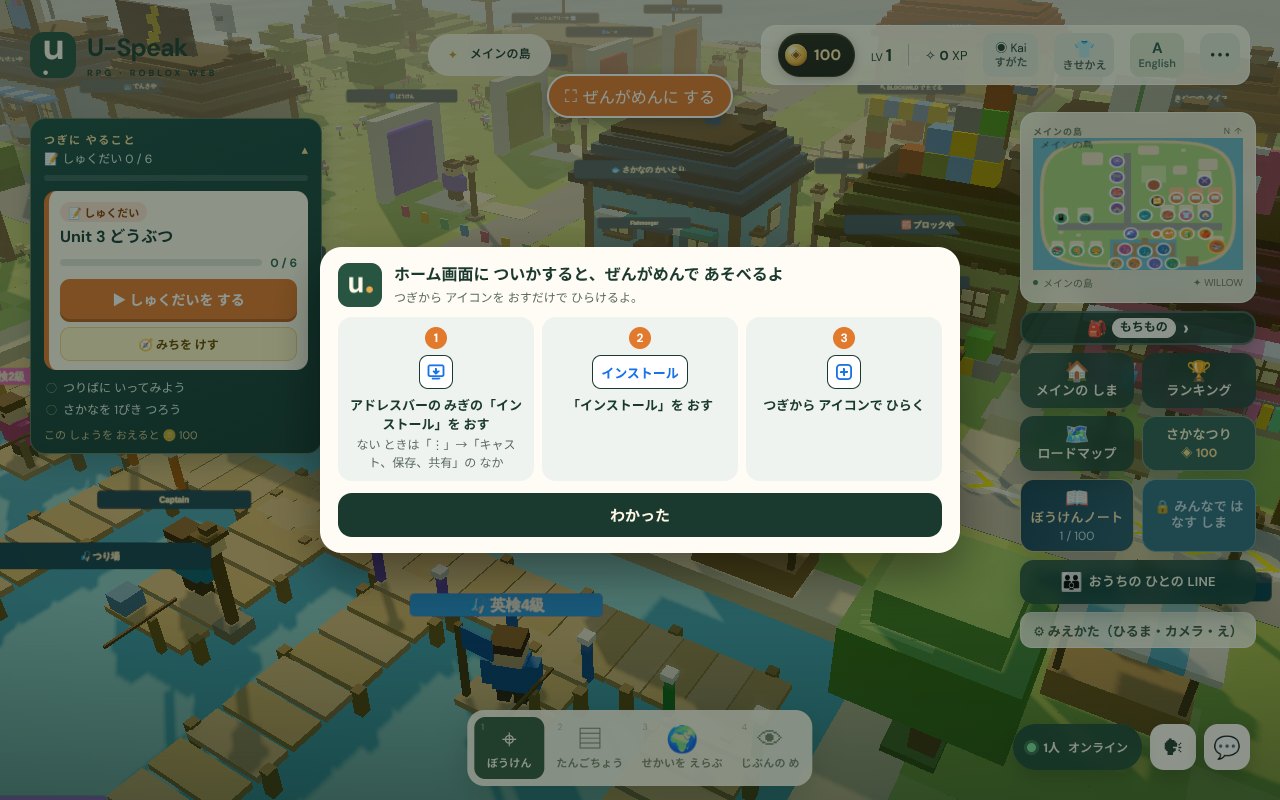 u
U-Speak
RPG · ROBLOX WEB
✦ メインの島
100
LV 1
✧ 0 XP
◉ Kai
すがた
👕
きせかえ
A
English
•••
⛶ ぜんがめんに する
つぎに やること
📝 しゅくだい 0 / 6
▲
📝 しゅくだい
Unit 3 どうぶつ
0 / 6
▶ しゅくだいを する
🧭 みちを けす
つりばに いってみよう
さかなを 1ぴき つろう
この しょうを おえると 100
検2級
さかなの かいとり
Fishmonger
ブロックや
メインの島
N ↑
メインの島
メインの島
✦ WILLOW
🎒 もちもの ›
🏠
メインの しま
🏆
ランキング
🗺️
ロードマップ
さかなつり
◈ 100
📖
ぼうけんノート
1 / 100
🔒 みんなで は
なす しま
👪 おうちの ひとの LINE
⚙ みえかた（ひるま・カメラ・え）
u.
ホーム画面に ついかすると、ぜんがめんで あそべるよ
つぎから アイコンを おすだけで ひらけるよ。
1
アドレスバーの みぎの「イン
ストール」を おす
ない ときは「⋮」→「キャス
ト、保存、共有」の なか
2
インストール
「インストール」を おす
3
つぎから アイコンで ひらく
わかった
Captain
🎣 つり場
🎣 英検4級
1
ぼうけん
2
たんごちょう
3
せかいを えらぶ
4
じぶんの め
1人 オンライン